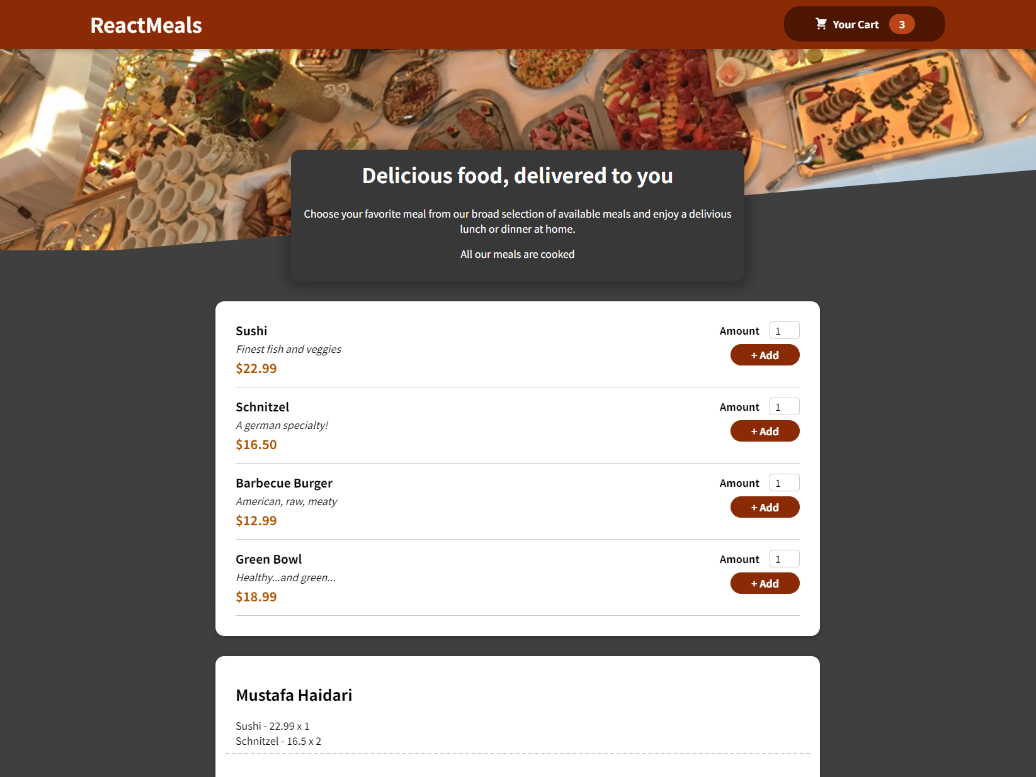 ReactMeals
Your Cart 3
Delicious food, delivered to you
Choose your favorite meal from our broad selection of available meals and enjoy a delivious
lunch or dinner at home.
All our meals are cooked
Sushi
Amount 1
Finest fish and veggies
+ Add
$22.99
Schnitzel
Amount 1
A german specialty!
+ Add
$16.50
Barbecue Burger
Amount 1
American, raw, meaty
+ Add
$12.99
Green Bowl
Amount 1
Healthy...and green...
+ Add
$18.99
Mustafa Haidari
Sushi - 22.99 x 1
Schnitzel - 16.5 x 2